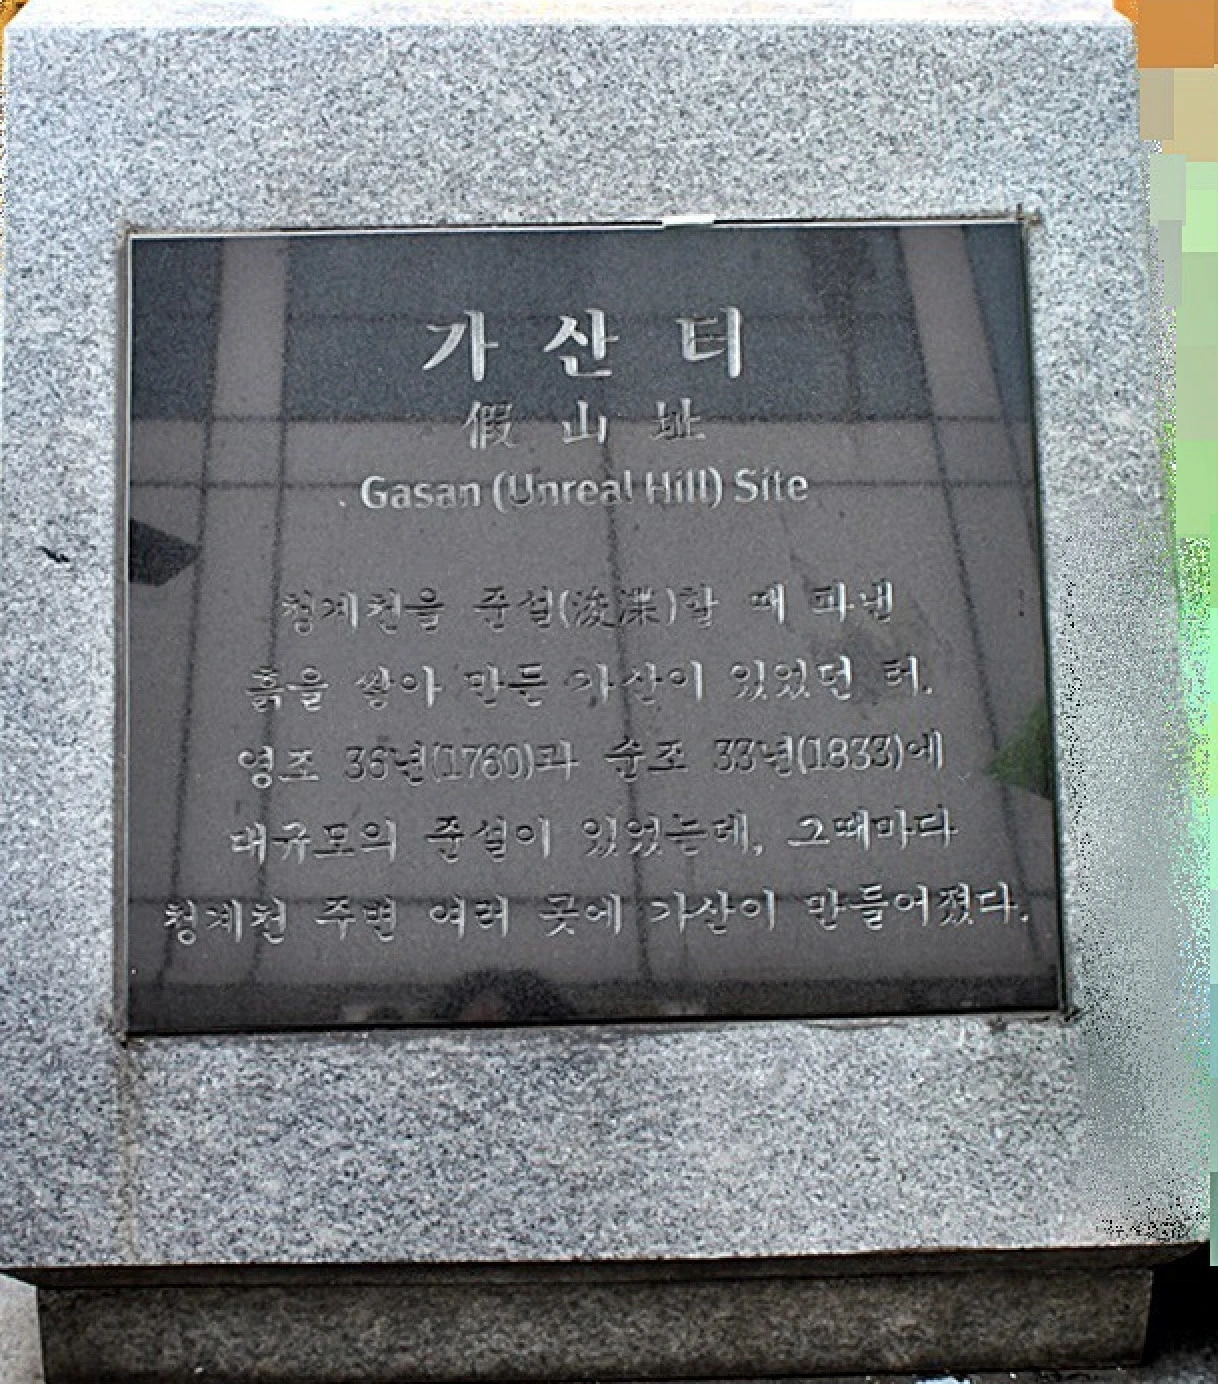 가산터
假山址
Gasan (Unreal Hill) Site
청계천을 준설(浚渫)할 때 파낸
흙을 쌓아 만든 가산이 있었던 터.
영조 36년(1760)과 순조 33년(1833)에
대규모의 준설이 있었는데, 그때마다
청계천 주변 여러 곳에 가산이 만들어졌다.